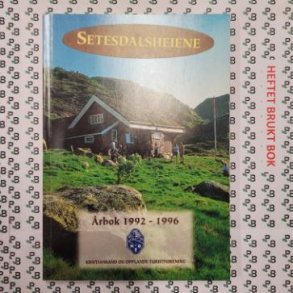 SETESDALSHEIENE
Årbok 1992 - 1996
KRISTIANSAND OG OPPLANDS TURISTFORENING
HEFTET BRUKT BOK